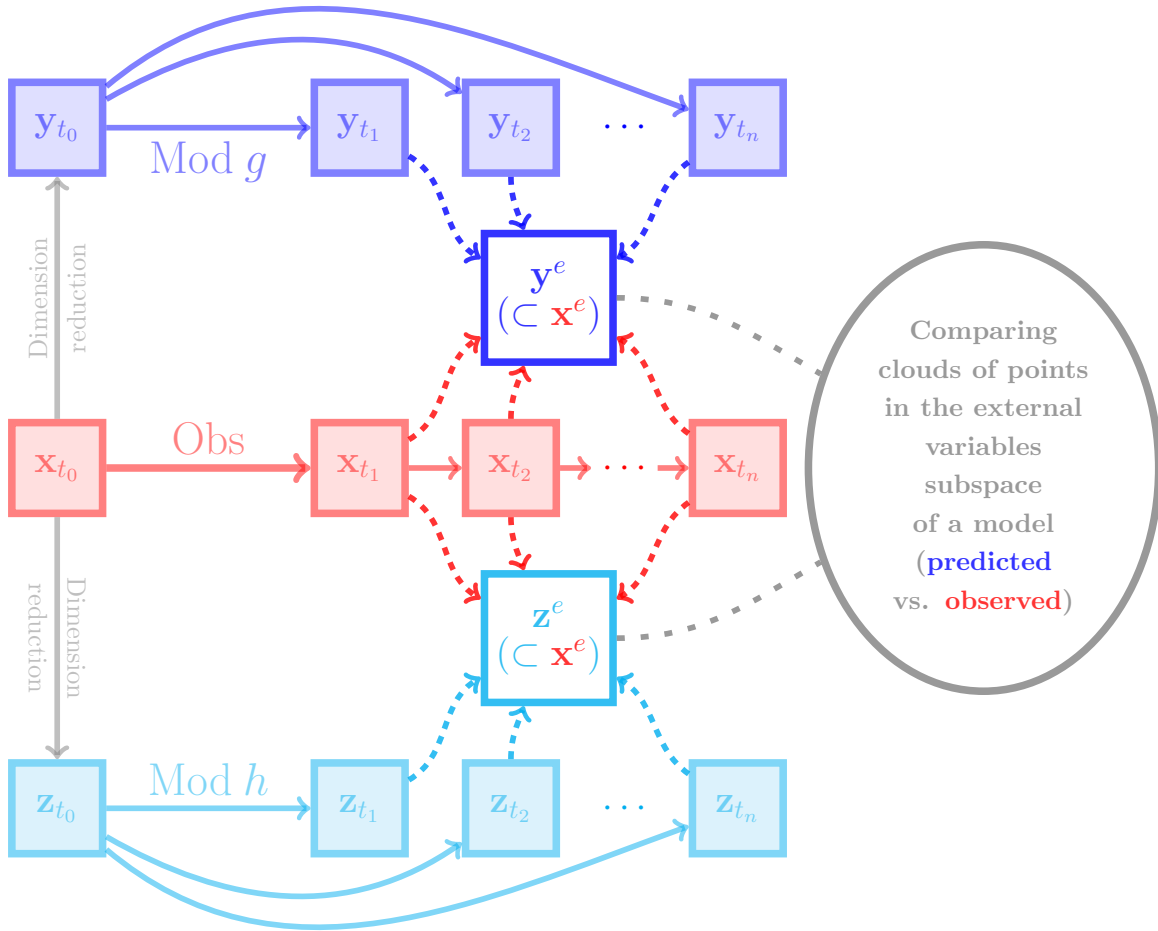 y_{t_0} y_{t_1} y_{t_2} ··· y_{t_n}
Mod g
Dimension
reduction
y^e
(⊂ x^e)
Obs
x_{t_0} x_{t_1} x_{t_2} ··· x_{t_n}
Comparing
clouds of points
in the external
variables
subspace
of a model
(predicted
vs. observed)
Dimension
reduction
z^e
(⊂ x^e)
Mod h
z_{t_0} z_{t_1} z_{t_2} ··· z_{t_n}